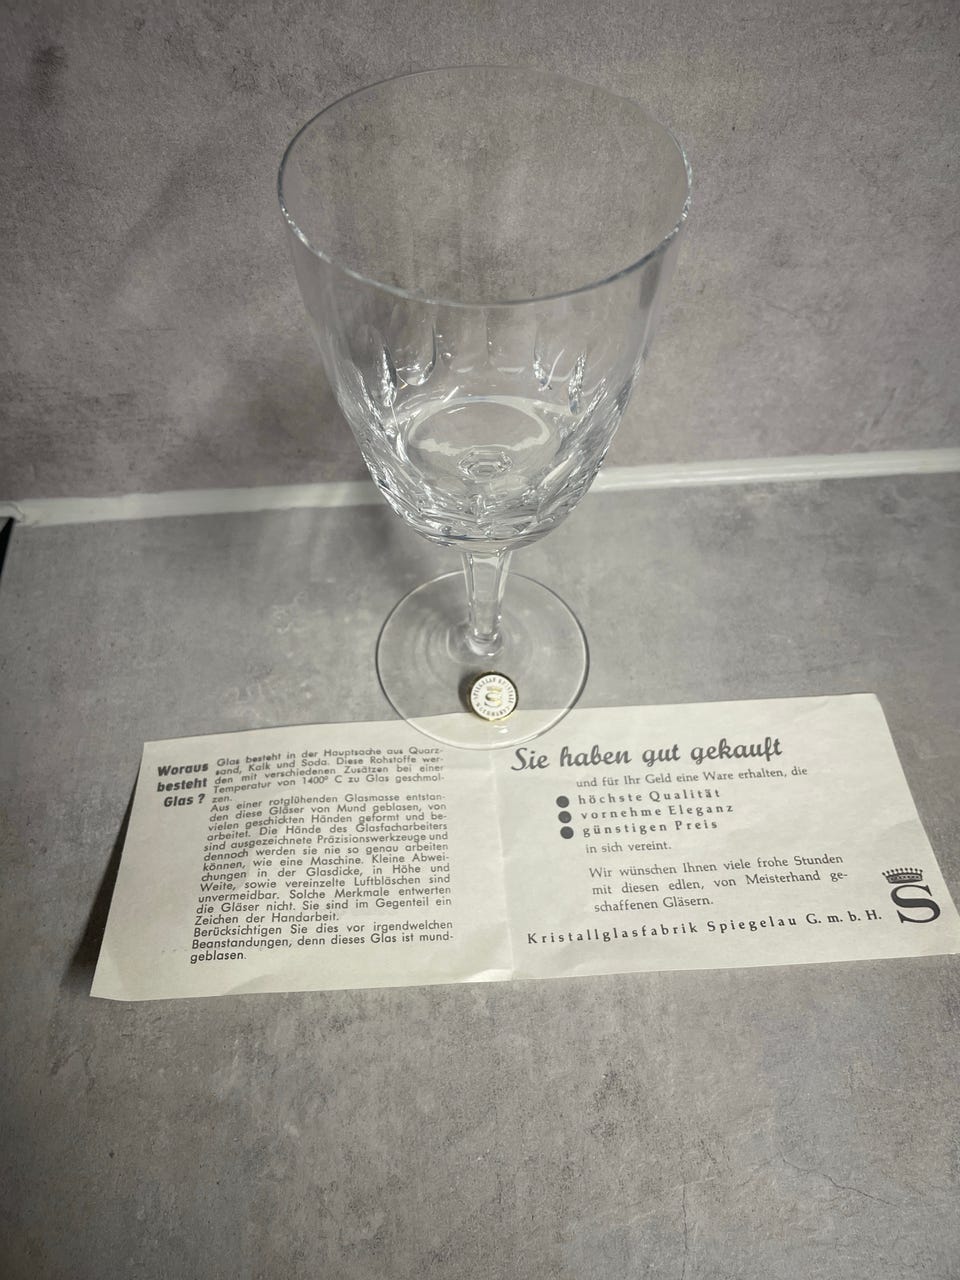 Woraus
besteht
Glas ?
Glas besteht in der Hauptsache aus Quarz-
sand, Kalk und Soda. Diese Rohstoffe wer-
den mit verschiedenen Zusätzen bei einer
Temperatur von 1400° C zu Glas geschmol-
zen.
Aus einer rotglühenden Glasmasse entstan-
den diese Gläser von Mund geblasen, von
vielen geschickten Händen geformt und be-
arbeitet. Die Hände des Glasfacharbeiters
sind ausgezeichnete Präzisionswerkzeuge und
dennoch werden sie nie so genau arbeiten
können, wie eine Maschine. Kleine Abwei-
chungen in der Glasdicke, in Höhe und
Weite, sowie vereinzelte Luftbläschen sind
unvermeidbar. Solche Merkmale entwerten
die Gläser nicht. Sie sind im Gegenteil ein
Zeichen der Handarbeit.
Berücksichtigen Sie dies vor irgendwelchen
Beanstandungen, denn dieses Glas ist mund-
geblasen.
Sie haben gut gekauft
und für Ihr Geld eine Ware erhalten, die
höchste Qualität
vornehme Eleganz
günstigen Preis
in sich vereint.
Wir wünschen Ihnen viele frohe Stunden
mit diesen edlen, von Meisterhand ge-
schaffenen Gläsern.
Kristallglasfabrik Spiegelau G. m. b. H.
S